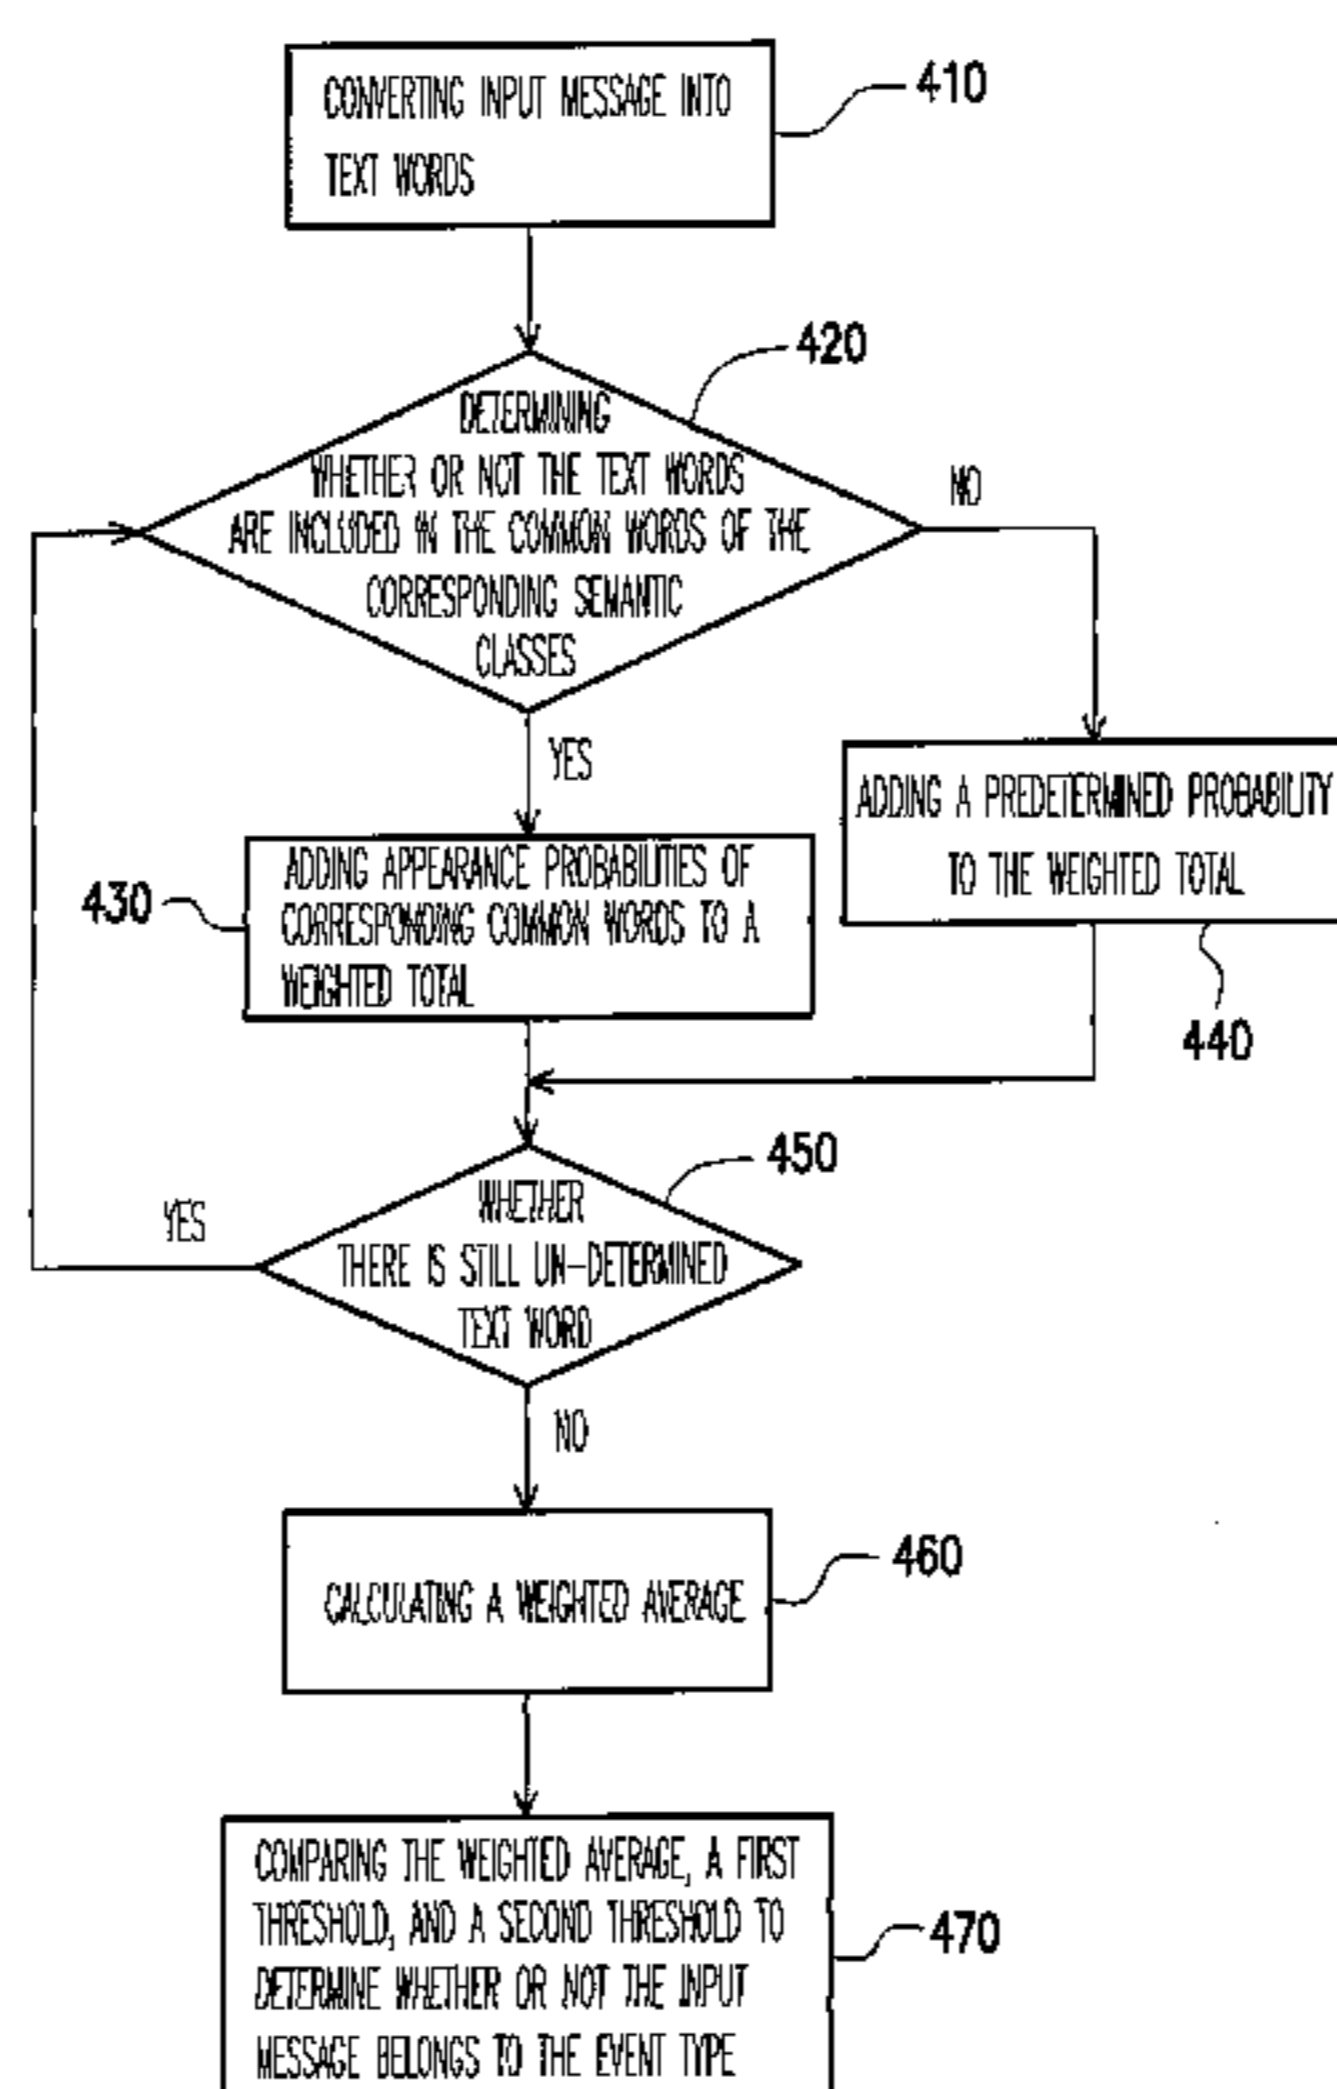 CONVERTING INPUT MESSAGE INTO
TEXT WORDS
410
420
DETERMINING
WHETHER OR NOT THE TEXT WORDS
ARE INCLUDED IN THE COMMON WORDS OF THE
CORRESPONDING SEMANTIC
CLASSES
NO
YES
ADDING A PREDETERMINED PROBABILITY
TO THE WEIGHTED TOTAL
440
430
ADDING APPEARANCE PROBABILITIES OF
CORRESPONDING COMMON WORDS TO A
WEIGHTED TOTAL
450
WHETHER
THERE IS STILL UN-DETERMINED
TEXT WORD
YES
NO
460
CALCULATING A WEIGHTED AVERAGE
COMPARING THE WEIGHTED AVERAGE, A FIRST
THRESHOLD, AND A SECOND THRESHOLD TO
DETERMINE WHETHER OR NOT THE INPUT
MESSAGE BELONGS TO THE EVENT TYPE
470